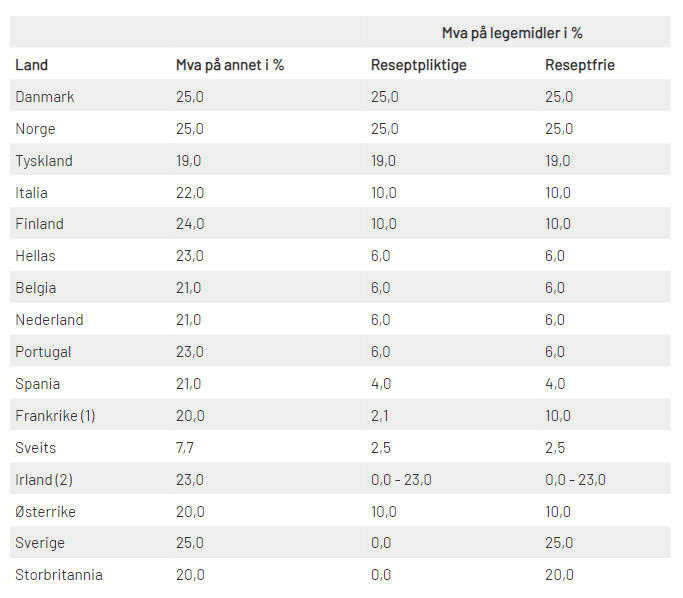 Mva på legemidler i %
Land Mva på annet i % Reseptpliktige Reseptfrie
Danmark 25,0 25,0 25,0
Norge 25,0 25,0 25,0
Tyskland 19,0 19,0 19,0
Italia 22,0 10,0 10,0
Finland 24,0 10,0 10,0
Hellas 23,0 6,0 6,0
Belgia 21,0 6,0 6,0
Nederland 21,0 6,0 6,0
Portugal 23,0 6,0 6,0
Spania 21,0 4,0 4,0
Frankrike (1) 20,0 2,1 10,0
Sveits 7,7 2,5 2,5
Irland (2) 23,0 0,0 - 23,0 0,0 - 23,0
Østerrike 20,0 10,0 10,0
Sverige 25,0 0,0 25,0
Storbritannia 20,0 0,0 20,0